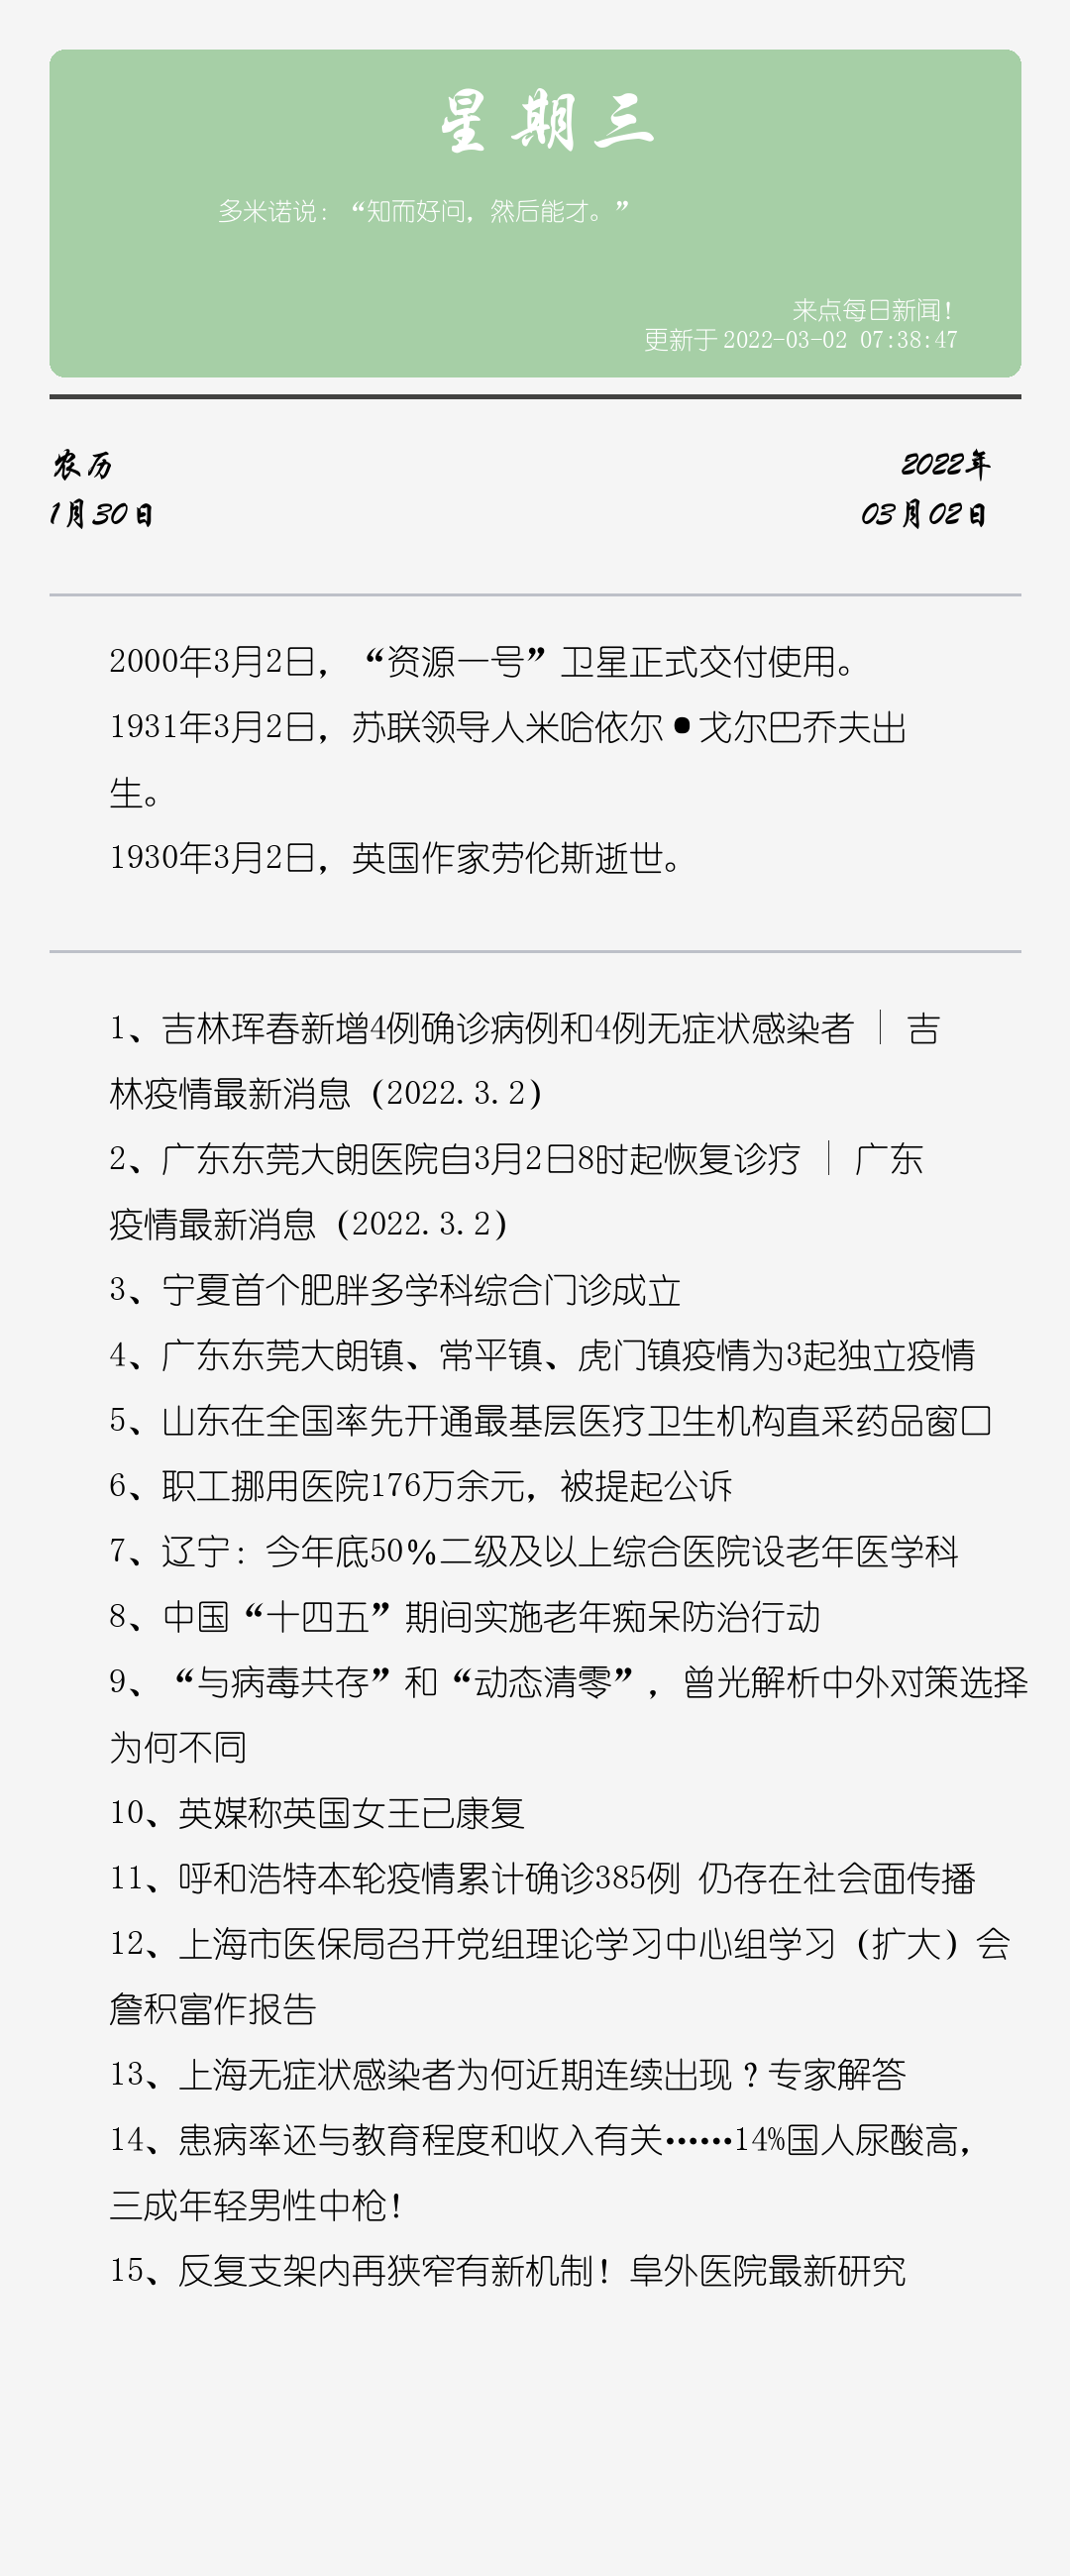 星期三
多米诺说：“知而好问，然后能才。”
来点每日新闻！
更新于 2022-03-02 07:38:47
农历
2022年
1月30日
03月02日
2000年3月2日，“资源一号”卫星正式交付使用。
1931年3月2日，苏联领导人米哈依尔•戈尔巴乔夫出
生。
1930年3月2日，英国作家劳伦斯逝世。
1、吉林珲春新增4例确诊病例和4例无症状感染者 | 吉
林疫情最新消息（2022.3.2）
2、广东东莞大朗医院自3月2日8时起恢复诊疗 | 广东
疫情最新消息（2022.3.2）
3、宁夏首个肥胖多学科综合门诊成立
4、广东东莞大朗镇、常平镇、虎门镇疫情为3起独立疫情
5、山东在全国率先开通最基层医疗卫生机构直采药品窗口
6、职工挪用医院176万余元，被提起公诉
7、辽宁：今年底50％二级及以上综合医院设老年医学科
8、中国“十四五”期间实施老年痴呆防治行动
9、“与病毒共存”和“动态清零”，曾光解析中外对策选择
为何不同
10、英媒称英国女王已康复
11、呼和浩特本轮疫情累计确诊385例 仍存在社会面传播
12、上海市医保局召开党组理论学习中心组学习（扩大）会
詹积富作报告
13、上海无症状感染者为何近期连续出现？专家解答
14、患病率还与教育程度和收入有关……14%国人尿酸高，
三成年轻男性中枪！
15、反复支架内再狭窄有新机制！阜外医院最新研究